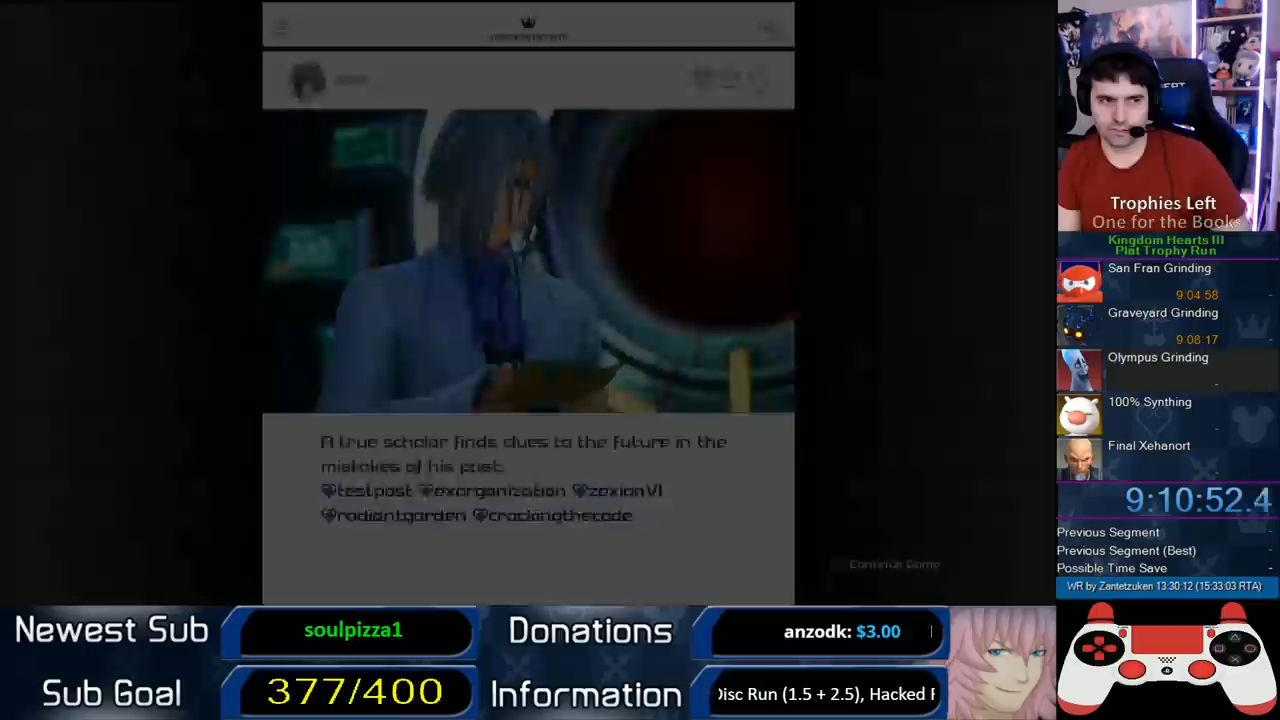 A true scholar finds clues to the future in the
mistakes of his past.
testpost exorganization zexionVI
radiantgarden crackingthecode
Continue Game
Trophies Left
One for the Books
Kingdom Hearts III
Plat Trophy Run
San Fran Grinding
9:04:58 -
Graveyard Grinding
9:08:17 -
Olympus Grinding
-
100% Synthing
-
Final Xehanort
-
9:10:52.4
Previous Segment -
Previous Segment (Best) -
Possible Time Save -
WR by Zantetzuken 13:30:12 (15:33:03 RTA)
Newest Sub soulpizza1 Donations anzodk: $3.00 |
Sub Goal 377/400 Information Disc Run (1.5 + 2.5), Hacked